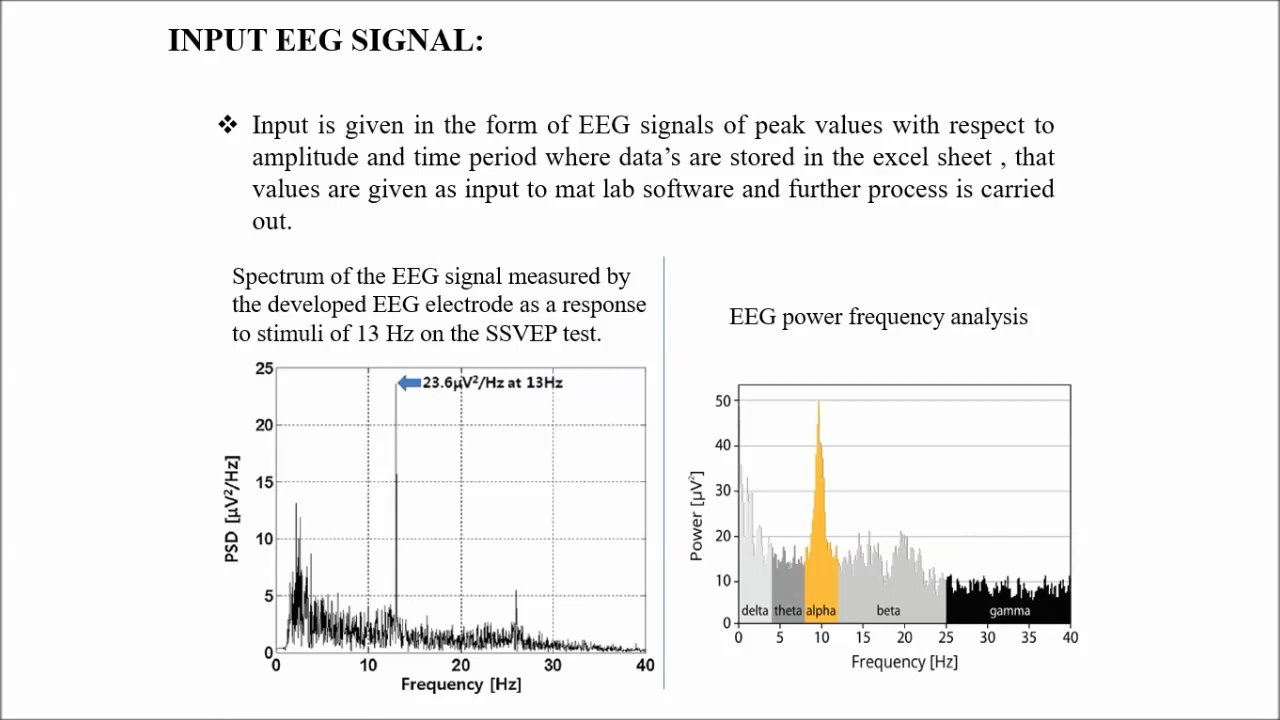 INPUT EEG SIGNAL:
❖ Input is given in the form of EEG signals of peak values with respect to
amplitude and time period where data’s are stored in the excel sheet , that
values are given as input to mat lab software and further process is carried
out.
Spectrum of the EEG signal measured by
the developed EEG electrode as a response
to stimuli of 13 Hz on the SSVEP test.
25
20
15
10
5
0
PSD [µV²/Hz]
23.6µV²/Hz at 13Hz
0 10 20 30 40
Frequency [Hz]
EEG power frequency analysis
50
40
30
20
10
0
Power [µV²]
delta theta alpha beta gamma
0 5 10 15 20 25 30 35 40
Frequency [Hz]